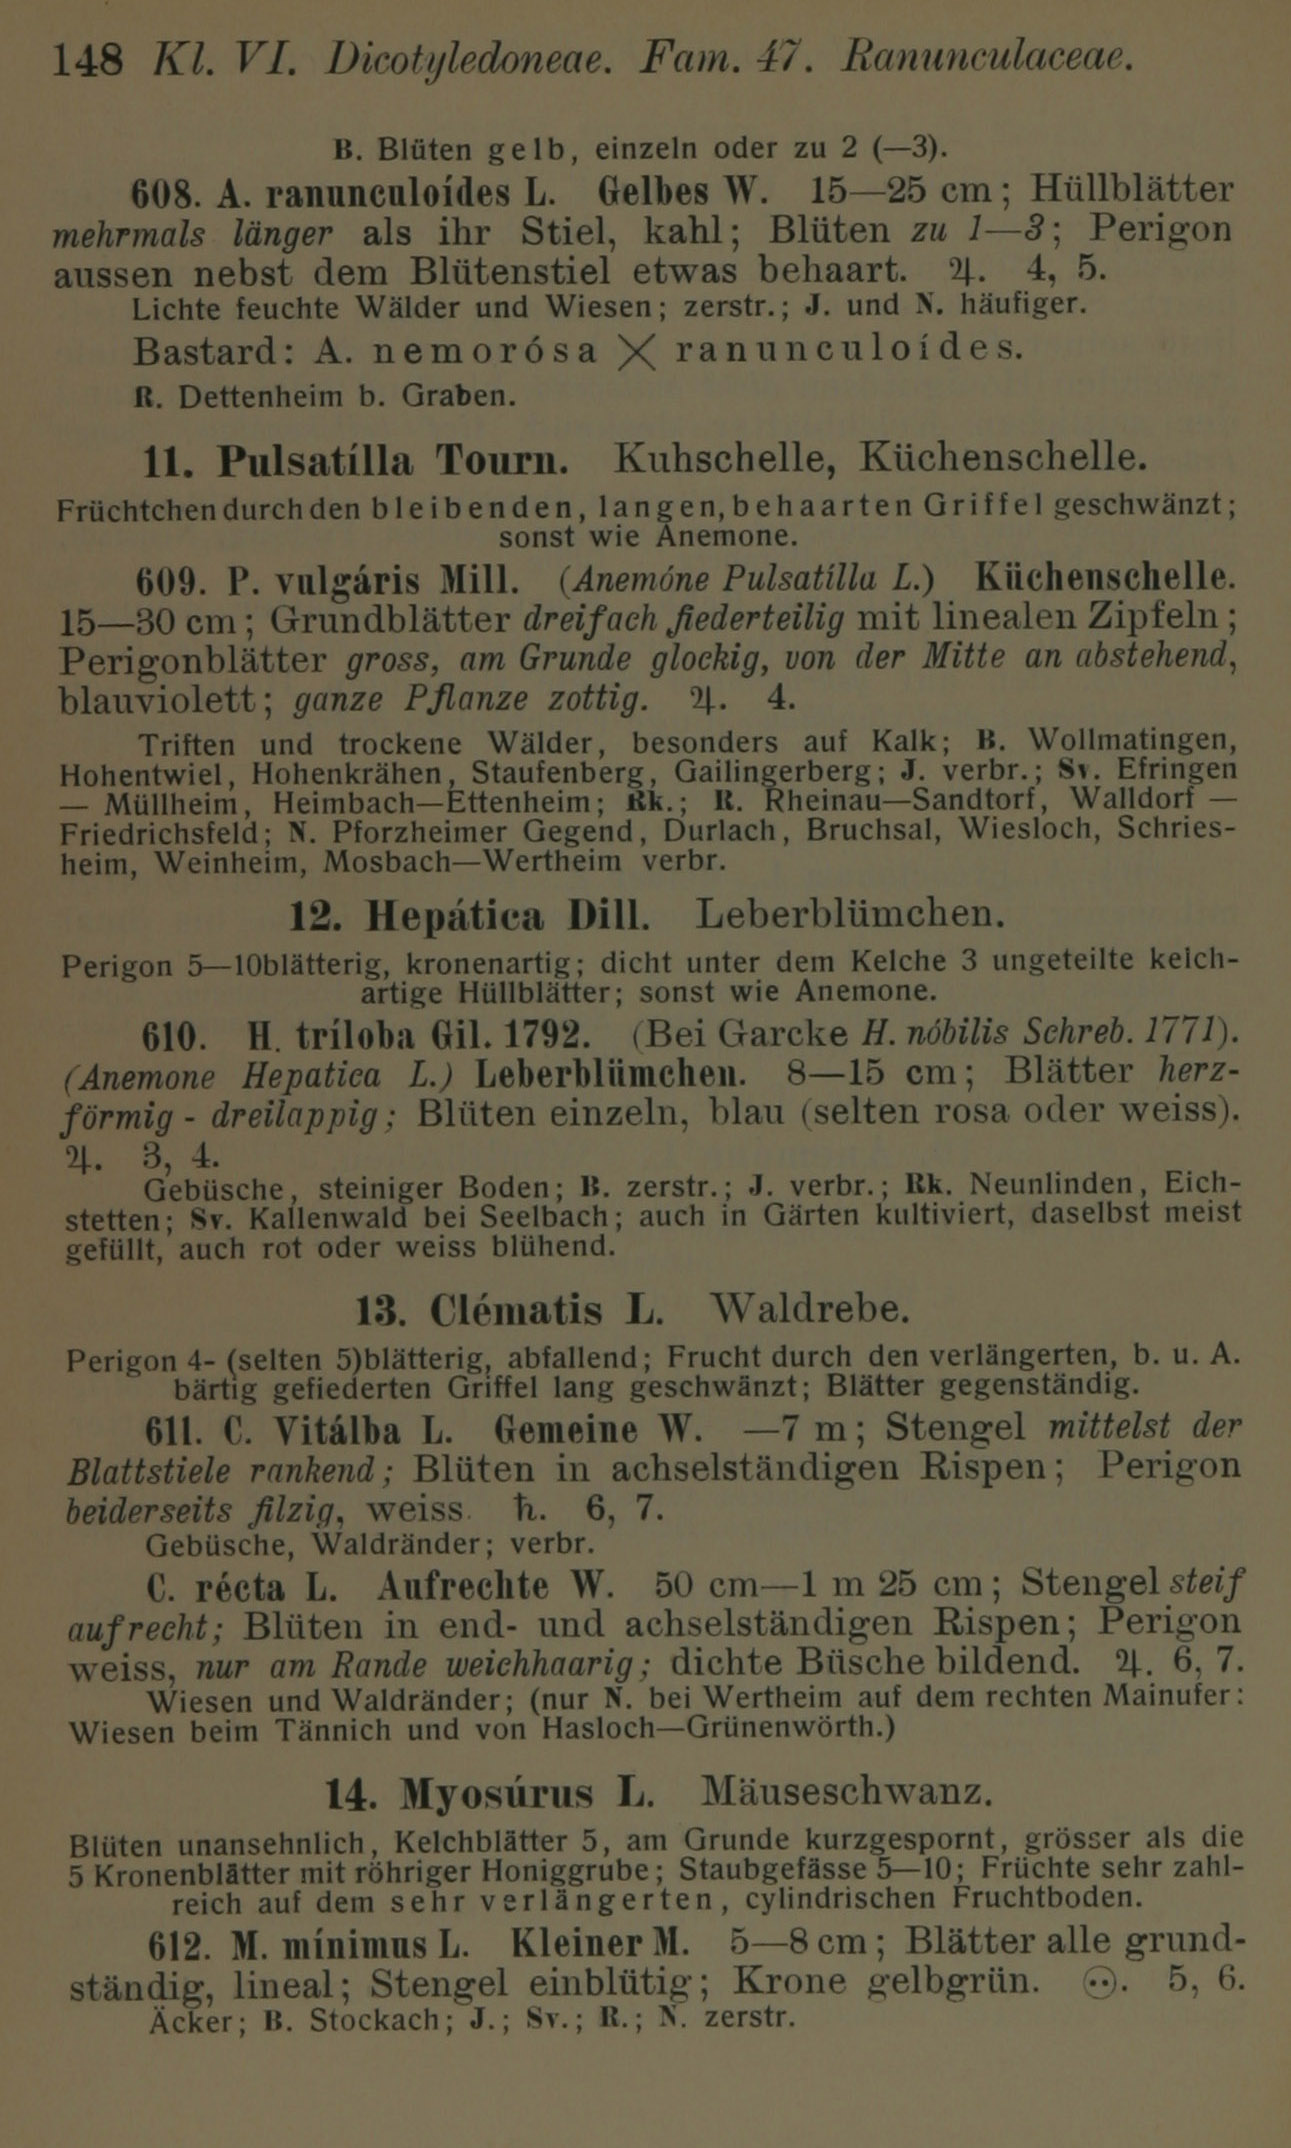 148 Kl. VI. Dicotyledoneae. Fam. 47. Ranunculaceae.
B. Blüten gelb, einzeln oder zu 2 (—3).
608. A. ranunculoídes L. Gelbes W. 15—25 cm; Hüllblätter
mehrmals länger als ihr Stiel, kahl; Blüten zu 1—3; Perigon
aussen nebst dem Blütenstiel etwas behaart. ♃. 4, 5.
Lichte feuchte Wälder und Wiesen; zerstr.; J. und N. häufiger.
Bastard: A. nemorósa ╳ ranunculoídes.
R. Dettenheim b. Graben.
11. Pulsatílla Tourn. Kuhschelle, Küchenschelle.
Früchtchen durch den bleibenden, langen, behaarten Griffel geschwänzt;
sonst wie Anemone.
609. P. vulgáris Mill. (Anemóne Pulsatílla L.) Küchenschelle.
15—30 cm; Grundblätter dreifach fiederteilig mit linealen Zipfeln;
Perigonblätter gross, am Grunde glockig, von der Mitte an abstehend,
blauviolett; ganze Pflanze zottig. ♃. 4.
Triften und trockene Wälder, besonders auf Kalk; B. Wollmatingen,
Hohentwiel, Hohenkrähen, Staufenberg, Gailingerberg; J. verbr.; Sv. Efringen
— Müllheim, Heimbach—Ettenheim; Rk.; R. Rheinau—Sandtorf, Walldorf —
Friedrichsfeld; N. Pforzheimer Gegend, Durlach, Bruchsal, Wiesloch, Schries-
heim, Weinheim, Mosbach—Wertheim verbr.
12. Hepática Dill. Leberblümchen.
Perigon 5—10blätterig, kronenartig; dicht unter dem Kelche 3 ungeteilte kelch-
artige Hüllblätter; sonst wie Anemone.
610. H. tríloba Gil. 1792. (Bei Garcke H. nóbilis Schreb. 1771).
(Anemone Hepatica L.) Leberblümchen. 8—15 cm; Blätter herz-
förmig - dreilappig; Blüten einzeln, blau (selten rosa oder weiss).
♃. 3, 4.
Gebüsche, steiniger Boden; B. zerstr.; J. verbr.; Rk. Neunlinden, Eich-
stetten; Sv. Kallenwald bei Seelbach; auch in Gärten kultiviert, daselbst meist
gefüllt, auch rot oder weiss blühend.
13. Clématis L. Waldrebe.
Perigon 4- (selten 5)blätterig, abfallend; Frucht durch den verlängerten, b. u. A.
bärtig gefiederten Griffel lang geschwänzt; Blätter gegenständig.
611. C. Vitálba L. Gemeine W. —7 m; Stengel mittelst der
Blattstiele rankend; Blüten in achselständigen Rispen; Perigon
beiderseits filzig, weiss. ℏ. 6, 7.
Gebüsche, Waldränder; verbr.
C. récta L. Aufrechte W. 50 cm—1 m 25 cm; Stengel steif
aufrecht; Blüten in end- und achselständigen Rispen; Perigon
weiss, nur am Rande weichhaarig; dichte Büsche bildend. ♃. 6, 7.
Wiesen und Waldränder; (nur N. bei Wertheim auf dem rechten Mainufer:
Wiesen beim Tännich und von Hasloch—Grünenwörth.)
14. Myosúrus L. Mäuseschwanz.
Blüten unansehnlich, Kelchblätter 5, am Grunde kurzgespornt, grösser als die
5 Kronenblätter mit röhriger Honiggrube; Staubgefässe 5—10; Früchte sehr zahl-
reich auf dem sehr verlängerten, cylindrischen Fruchtboden.
612. M. mínimus L. Kleiner M. 5—8 cm; Blätter alle grund-
ständig, lineal; Stengel einblütig; Krone gelbgrün. ⚇. 5, 6.
Äcker; B. Stockach; J.; Sv.; R.; N. zerstr.